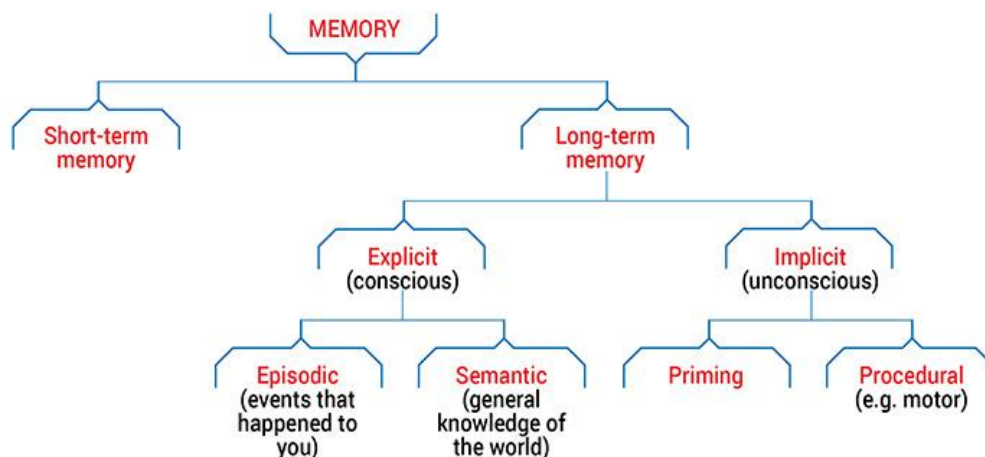 MEMORY
Short-term
memory
Long-term
memory
Explicit
(conscious)
Implicit
(unconscious)
Episodic
(events that
happened to
you)
Semantic
(general
knowledge of
the world)
Priming
Procedural
(e.g. motor)